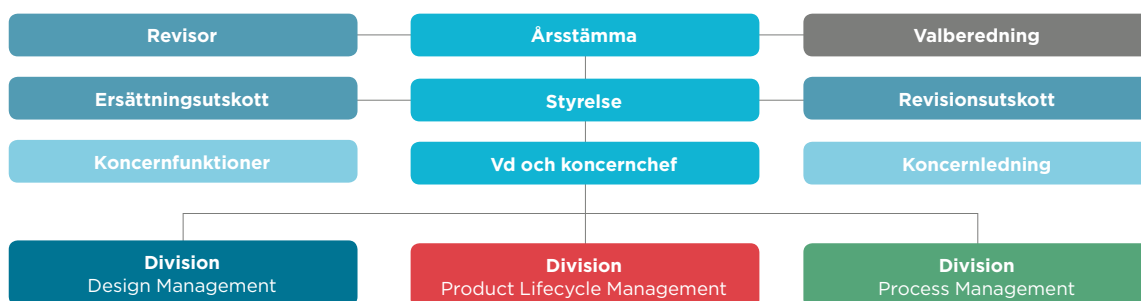 Revisor
Årsstämma
Valberedning
Ersättningsutskott
Styrelse
Revisionsutskott
Koncernfunktioner
Vd och koncernchef
Koncernledning
Division
Design Management
Division
Product Lifecycle Management
Division
Process Management